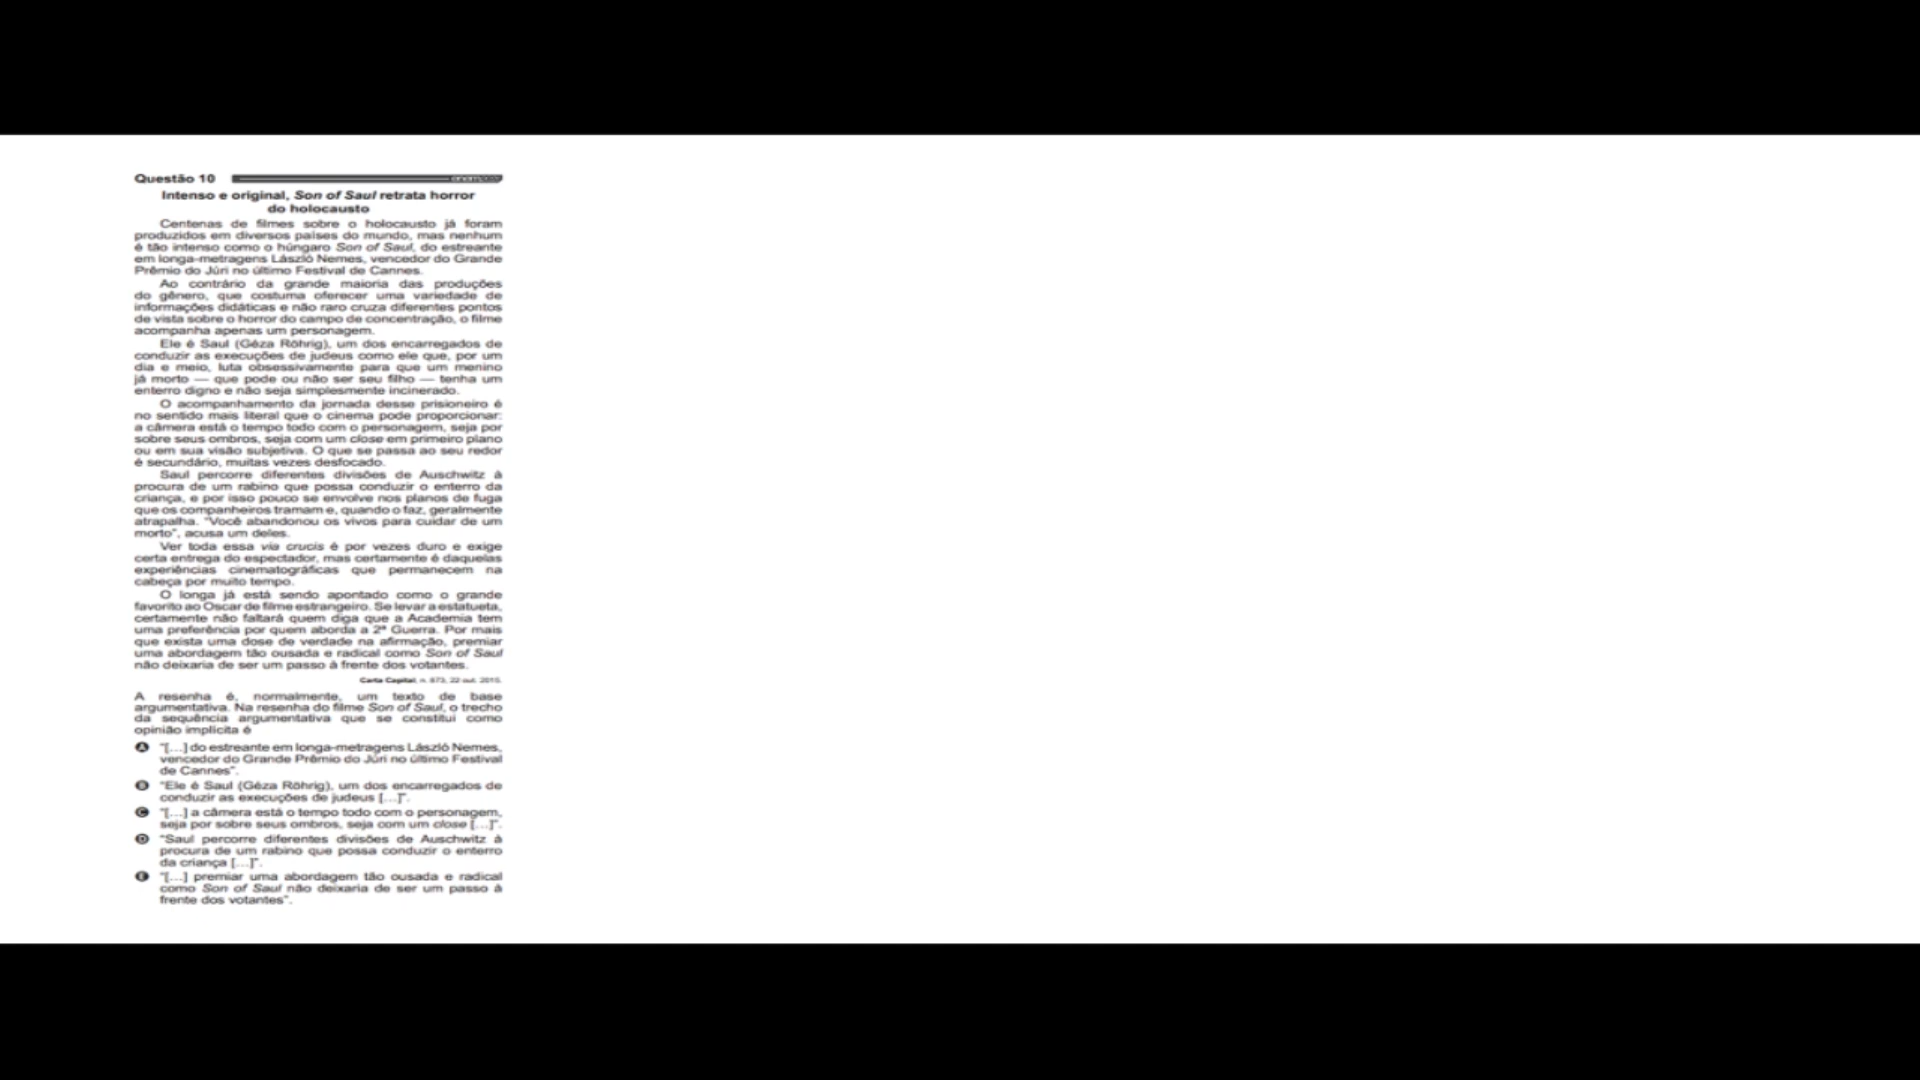 Questão 10
Intenso e original, Son of Saul retrata horror
do holocausto
Centenas de filmes sobre o holocausto já foram
produzidos em diversos países do mundo, mas nenhum
é tão intenso como o húngaro Son of Saul, do estreante
em longa-metragens László Nemes, vencedor do Grande
Prêmio do Júri no último Festival de Cannes.
Ao contrário da grande maioria das produções
do gênero, que costuma oferecer uma variedade de
informações didáticas e não raro cruza diferentes pontos
de vista sobre o horror do campo de concentração, o filme
acompanha apenas um personagem.
Ele é Saul (Géza Röhrig), um dos encarregados de
conduzir as execuções de judeus como ele que, por um
dia e meio, luta obsessivamente para que um menino
já morto — que pode ou não ser seu filho — tenha um
enterro digno e não seja simplesmente incinerado.
O acompanhamento da jornada desse prisioneiro é
no sentido mais literal que o cinema pode proporcionar:
a câmera está o tempo todo com o personagem, seja por
sobre seus ombros, seja com um close em primeiro plano
ou em sua visão subjetiva. O que se passa ao seu redor
é secundário, muitas vezes desfocado.
Saul percorre diferentes divisões de Auschwitz à
procura de um rabino que possa conduzir o enterro da
criança, e por isso pouco se envolve nos planos de fuga
que os companheiros tramam e, quando o faz, geralmente
atrapalha. "Você abandonou os vivos para cuidar de um
morto", acusa um deles.
Ver toda essa via crucis é por vezes duro e exige
certa entrega do espectador, mas certamente é daquelas
experiências cinematográficas que permanecem na
cabeça por muito tempo.
O longa já está sendo apontado como o grande
favorito ao Oscar de filme estrangeiro. Se levar a estatueta,
certamente não faltará quem diga que a Academia tem
uma preferência por quem aborda a 2ª Guerra. Por mais
que exista uma dose de verdade na afirmação, premiar
uma abordagem tão ousada e radical como Son of Saul
não deixaria de ser um passo à frente dos votantes.
Carta Capital, n. 873, 22 out. 2015.
A resenha é, normalmente, um texto de base
argumentativa. Na resenha do filme Son of Saul, o trecho
da sequência argumentativa que se constitui como
opinião implícita é
A "[...] do estreante em longa-metragens László Nemes,
vencedor do Grande Prêmio do Júri no último Festival
de Cannes".
B "Ele é Saul (Géza Röhrig), um dos encarregados de
conduzir as execuções de judeus [...]".
C "[...] a câmera está o tempo todo com o personagem,
seja por sobre seus ombros, seja com um close [...]".
D "Saul percorre diferentes divisões de Auschwitz à
procura de um rabino que possa conduzir o enterro
da criança [...]".
E "[...] premiar uma abordagem tão ousada e radical
como Son of Saul não deixaria de ser um passo à
frente dos votantes".